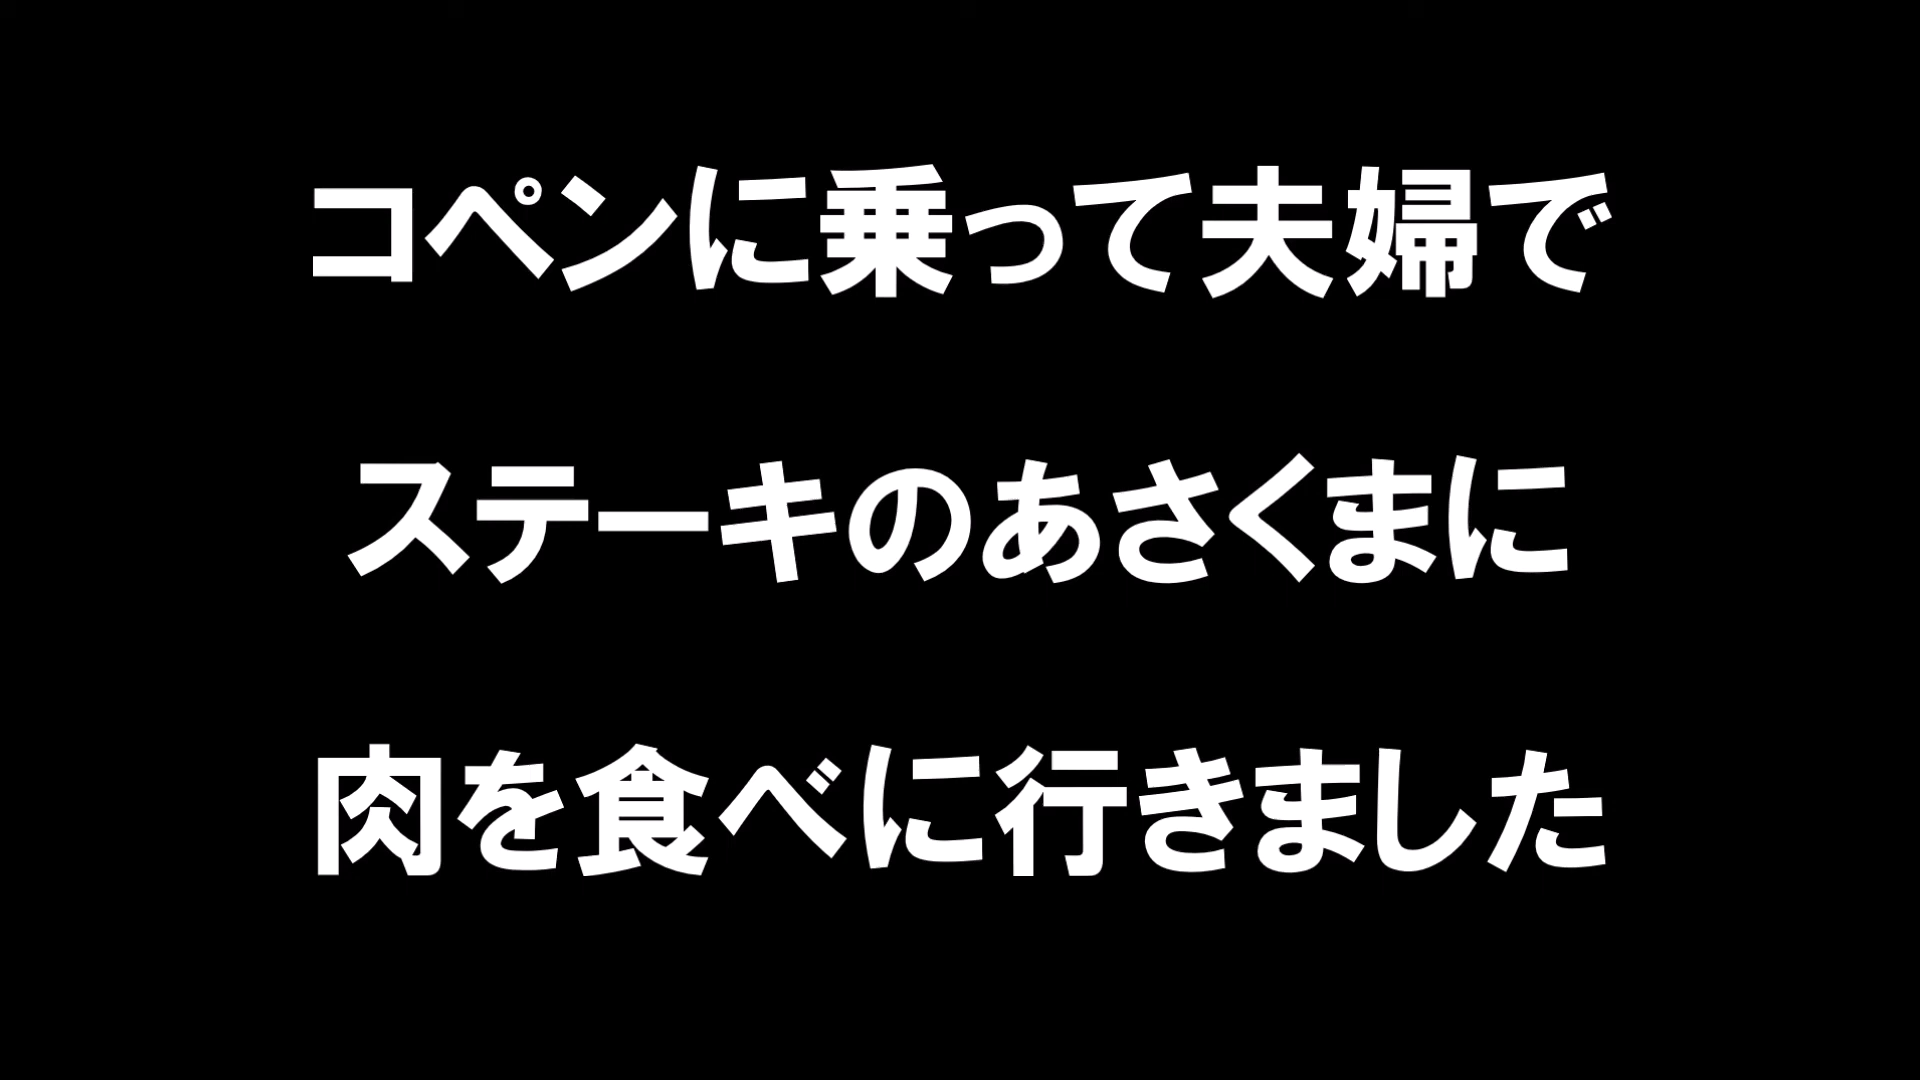 コペンに乗って夫婦で
ステーキのあさくまに
肉を食べに行きました